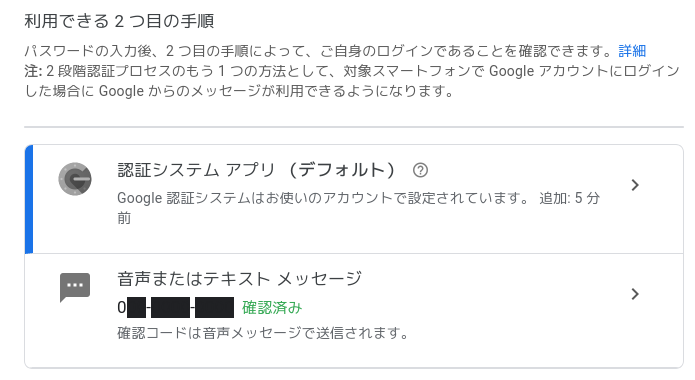 利用できる 2 つ目の手順
パスワードの入力後、2 つ目の手順によって、ご自身のログインであることを確認できます。詳細
注: 2 段階認証プロセスのもう 1 つの方法として、対象スマートフォンで Google アカウントにログイン
した場合に Google からのメッセージが利用できるようになります。
認証システム アプリ （デフォルト）
Google 認証システムはお使いのアカウントで設定されています。 追加: 5 分
前
音声またはテキスト メッセージ
0 - - 確認済み
確認コードは音声メッセージで送信されます。